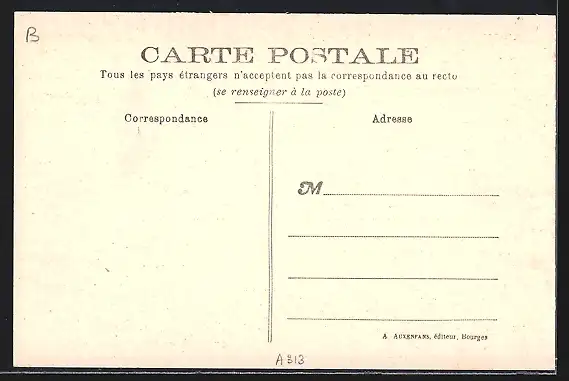 B
CARTE POSTALE
Tous les pays étrangers n'acceptent pas la correspondance au recto
(se renseigner à la poste)
Correspondance
Adresse
M
A AUXENFANS, éditeur, Bourges
A313